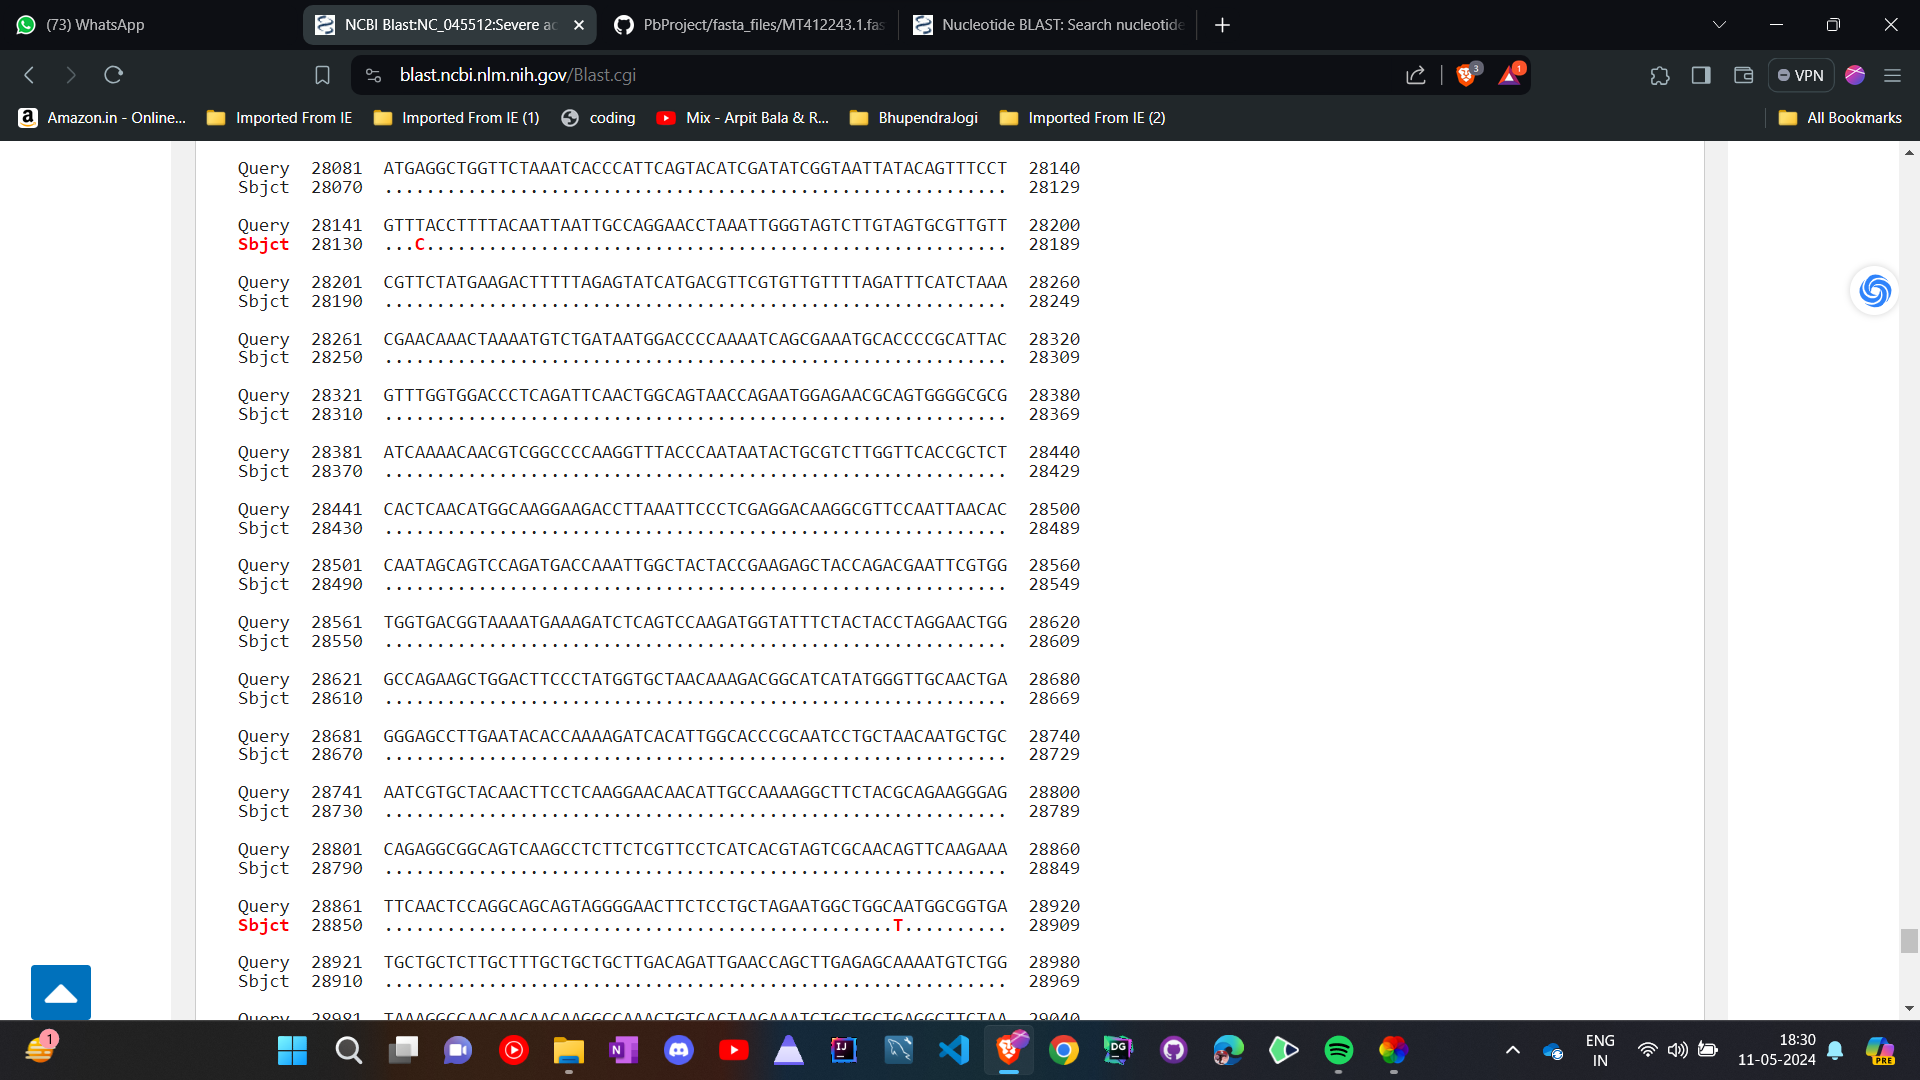 (73) WhatsApp
NCBI Blast:NC_045512:Severe ac
PbProject/fasta_files/MT412243.1.fas
Nucleotide BLAST: Search nucleotide
blast.ncbi.nlm.nih.gov/Blast.cgi
3
1
VPN
Amazon.in - Online...
Imported From IE
Imported From IE (1)
coding
Mix - Arpit Bala & R...
BhupendraJogi
Imported From IE (2)
All Bookmarks
Query 28081 ATGAGGCTGGTTCTAAATCACCCATTCAGTACATCGATATCGGTAATTATACAGTTTCCT 28140
Sbjct 28070 ............................................................ 28129
Query 28141 GTTTACCTTTTACAATTAATTGCCAGGAACCTAAATTGGGTAGTCTTGTAGTGCGTTGTT 28200
Sbjct 28130 ...C........................................................ 28189
Query 28201 CGTTCTATGAAGACTTTTTAGAGTATCATGACGTTCGTGTTGTTTTAGATTTCATCTAAA 28260
Sbjct 28190 ............................................................ 28249
Query 28261 CGAACAAACTAAAATGTCTGATAATGGACCCCAAAATCAGCGAAATGCACCCCGCATTAC 28320
Sbjct 28250 ............................................................ 28309
Query 28321 GTTTGGTGGACCCTCAGATTCAACTGGCAGTAACCAGAATGGAGAACGCAGTGGGGCGCG 28380
Sbjct 28310 ............................................................ 28369
Query 28381 ATCAAAACAACGTCGGCCCCAAGGTTTACCCAATAATACTGCGTCTTGGTTCACCGCTCT 28440
Sbjct 28370 ............................................................ 28429
Query 28441 CACTCAACATGGCAAGGAAGACCTTAAATTCCCTCGAGGACAAGGCGTTCCAATTAACAC 28500
Sbjct 28430 ............................................................ 28489
Query 28501 CAATAGCAGTCCAGATGACCAAATTGGCTACTACCGAAGAGCTACCAGACGAATTCGTGG 28560
Sbjct 28490 ............................................................ 28549
Query 28561 TGGTGACGGTAAAATGAAAGATCTCAGTCCAAGATGGTATTTCTACTACCTAGGAACTGG 28620
Sbjct 28550 ............................................................ 28609
Query 28621 GCCAGAAGCTGGACTTCCCTATGGTGCTAACAAAGACGGCATCATATGGGTTGCAACTGA 28680
Sbjct 28610 ............................................................ 28669
Query 28681 GGGAGCCTTGAATACACCAAAAGATCACATTGGCACCCGCAATCCTGCTAACAATGCTGC 28740
Sbjct 28670 ............................................................ 28729
Query 28741 AATCGTGCTACAACTTCCTCAAGGAACAACATTGCCAAAAGGCTTCTACGCAGAAGGGAG 28800
Sbjct 28730 ............................................................ 28789
Query 28801 CAGAGGCGGCAGTCAAGCCTCTTCTCGTTCCTCATCACGTAGTCGCAACAGTTCAAGAAA 28860
Sbjct 28790 ............................................................ 28849
Query 28861 TTCAACTCCAGGCAGCAGTAGGGGAACTTCTCCTGCTAGAATGGCTGGCAATGGCGGTGA 28920
Sbjct 28850 .................................................T.......... 28909
Query 28921 TGCTGCTCTTGCTTTGCTGCTGCTTGACAGATTGAACCAGCTTGAGAGCAAAATGTCTGG 28980
Sbjct 28910 ............................................................ 28969
Query 28981 TAAAGGCCAACAACAACAAGGCCAAACTGTCACTAAGAAATCTGCTGCTGAGGCTTCTAA 29040
1
ENG
IN
18:30
11-05-2024
PRE